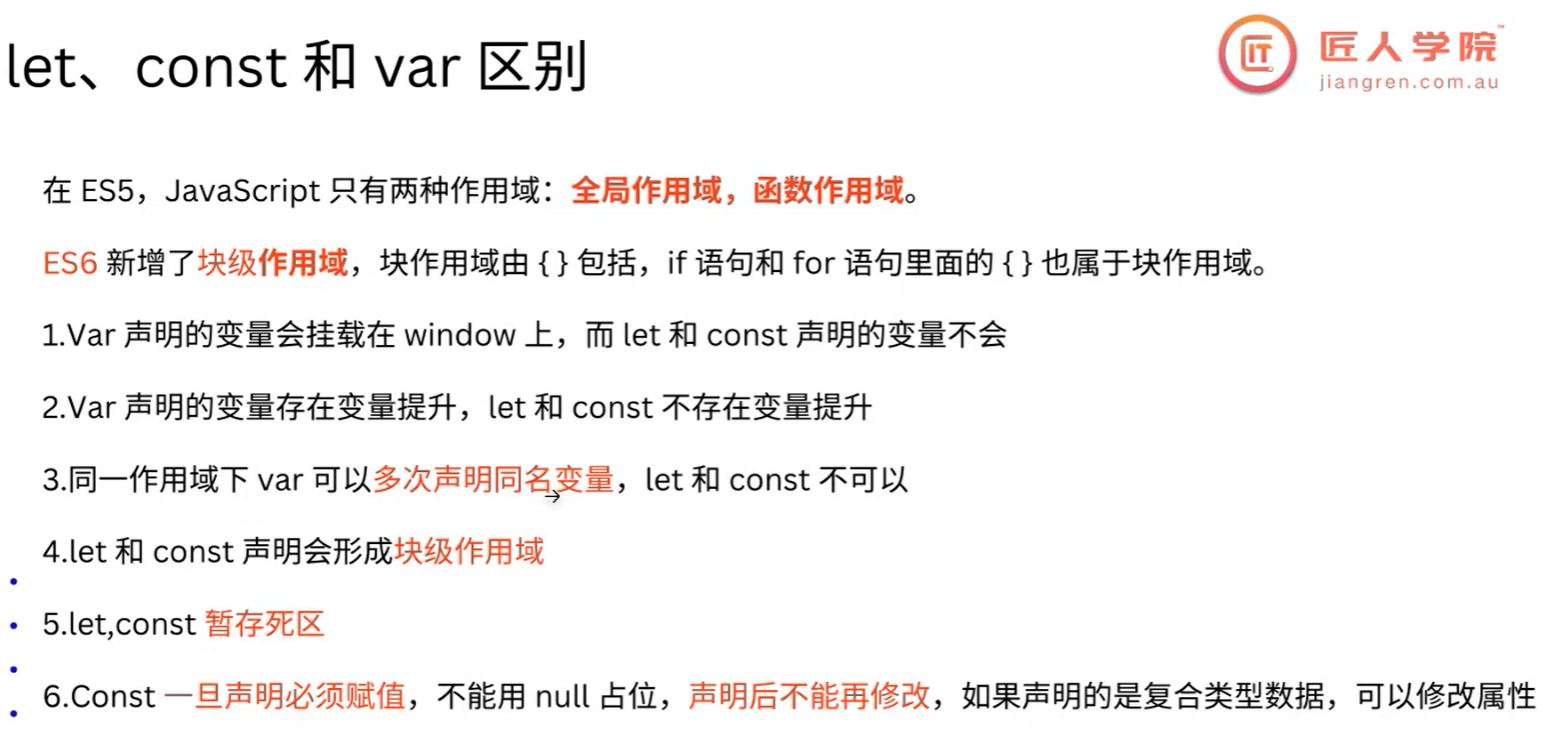 let、const 和 var 区别
匠人学院™
jiangren.com.au
在 ES5，JavaScript 只有两种作用域：全局作用域，函数作用域。
ES6 新增了块级作用域，块作用域由 { } 包括，if 语句和 for 语句里面的 { } 也属于块作用域。
1.Var 声明的变量会挂载在 window 上，而 let 和 const 声明的变量不会
2.Var 声明的变量存在变量提升，let 和 const 不存在变量提升
3.同一作用域下 var 可以多次声明同名变量，let 和 const 不可以
4.let 和 const 声明会形成块级作用域
5.let,const 暂存死区
6.Const 一旦声明必须赋值，不能用 null 占位，声明后不能再修改，如果声明的是复合类型数据，可以修改属性